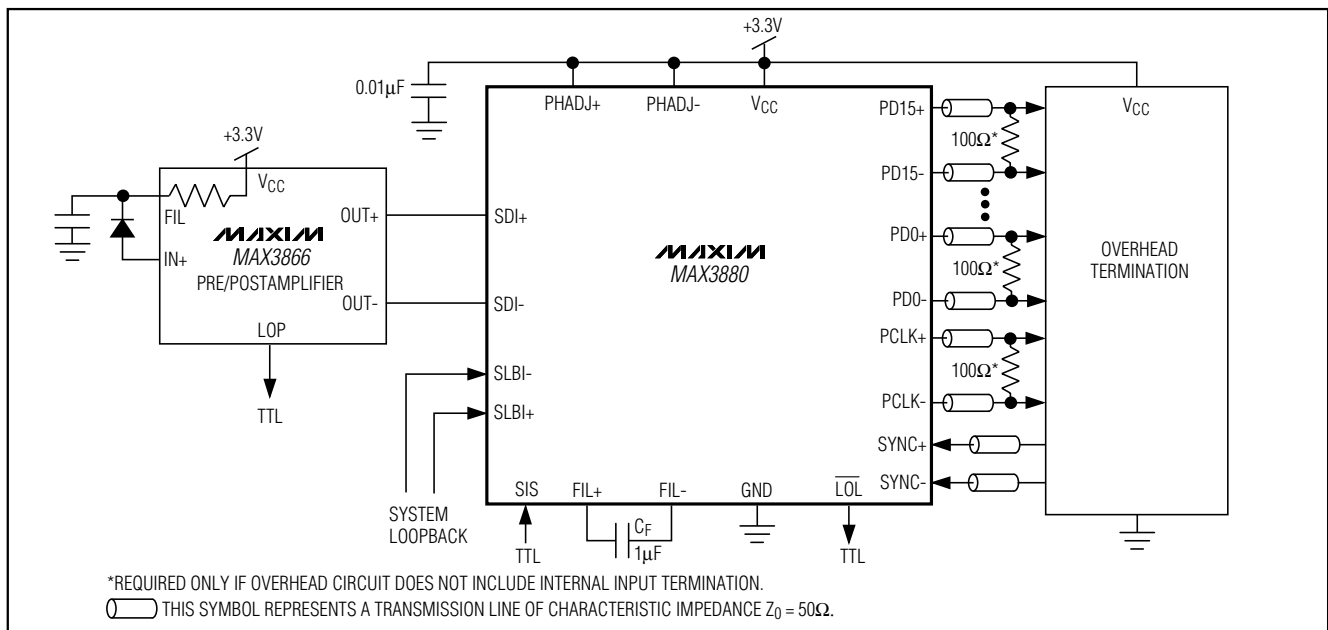 +3.3V
0.01µF
PHADJ+
PHADJ-
VCC
PD15+
VCC
100Ω*
+3.3V
VCC
PD15-
FIL
OUT+
SDI+
PD0+
MAXIM
MAX3866
PRE/POSTAMPLIFIER
MAXIM
MAX3880
OVERHEAD
TERMINATION
IN+
100Ω*
OUT-
SDI-
PD0-
LOP
PCLK+
100Ω*
SLBI-
TTL
SLBI+
PCLK-
SYNC+
SYNC-
SIS
FIL+
FIL-
GND
LOL
SYSTEM
LOOPBACK
TTL
CF
1µF
TTL
*REQUIRED ONLY IF OVERHEAD CIRCUIT DOES NOT INCLUDE INTERNAL INPUT TERMINATION.
THIS SYMBOL REPRESENTS A TRANSMISSION LINE OF CHARACTERISTIC IMPEDANCE Z0 = 50Ω.